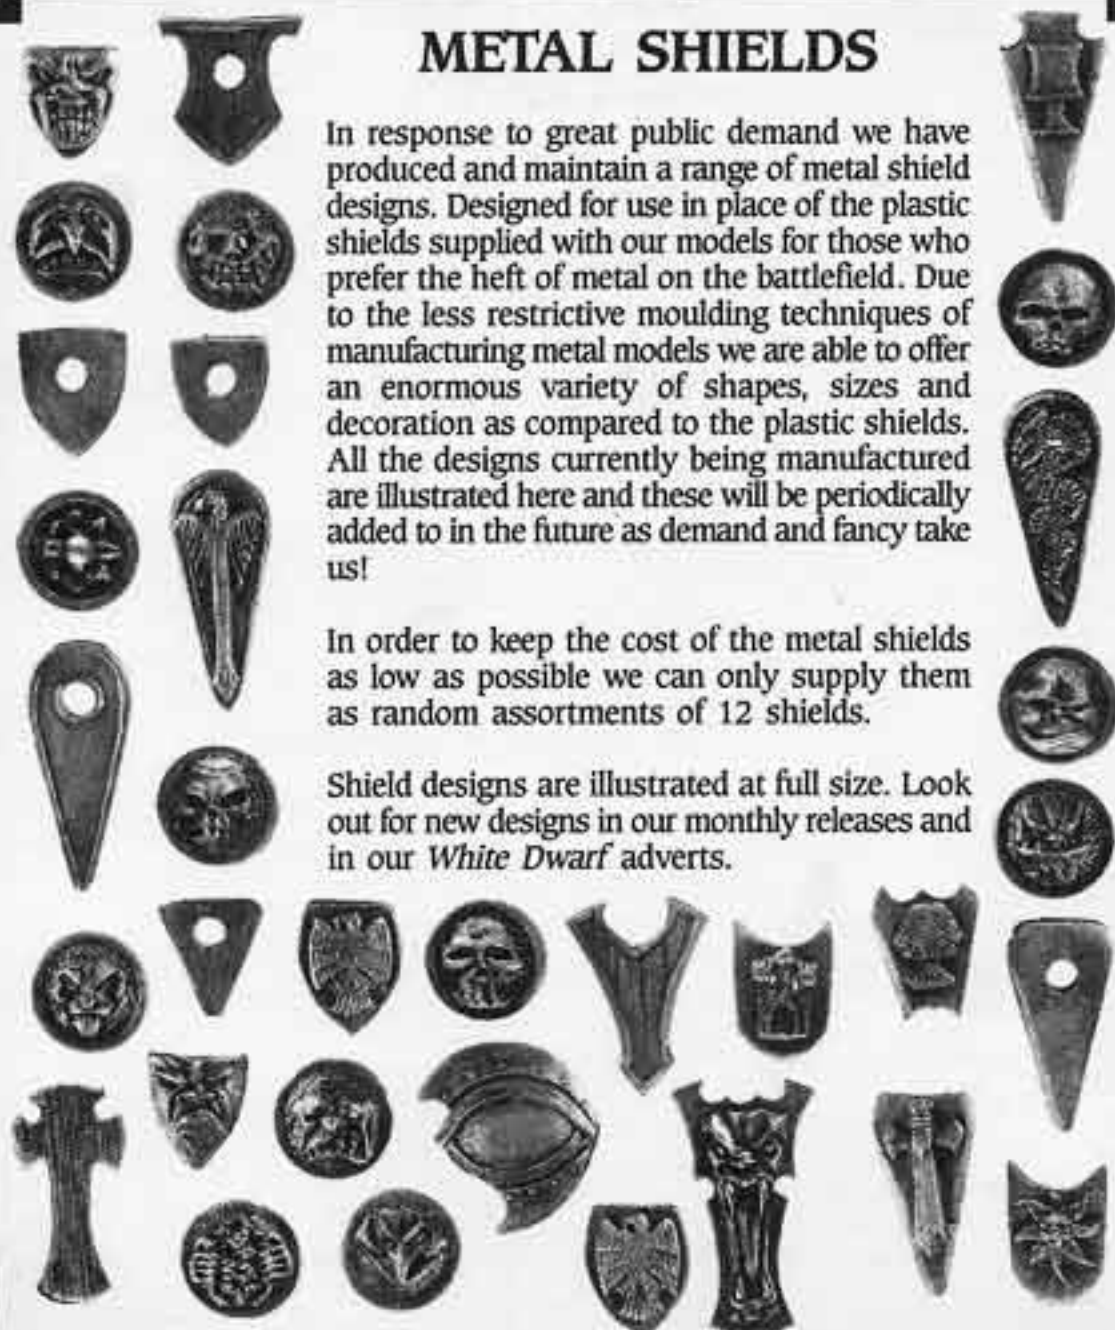 METAL SHIELDS
In response to great public demand we have
produced and maintain a range of metal shield
designs. Designed for use in place of the plastic
shields supplied with our models for those who
prefer the heft of metal on the battlefield. Due
to the less restrictive moulding techniques of
manufacturing metal models we are able to offer
an enormous variety of shapes, sizes and
decoration as compared to the plastic shields.
All the designs currently being manufactured
are illustrated here and these will be periodically
added to in the future as demand and fancy take
us!
In order to keep the cost of the metal shields
as low as possible we can only supply them
as random assortments of 12 shields.
Shield designs are illustrated at full size. Look
out for new designs in our monthly releases and
in our White Dwarf adverts.